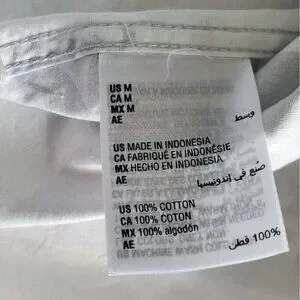 US M
CA M
MX M
AE وسط
US MADE IN INDONESIA
CA FABRIQUÉ EN INDONÉSIE
MX HECHO EN INDONESIA
AE صنع في إندونيسيا
US 100% COTTON
CA 100% COTON
MX 100% algodón
AE 100% قطن